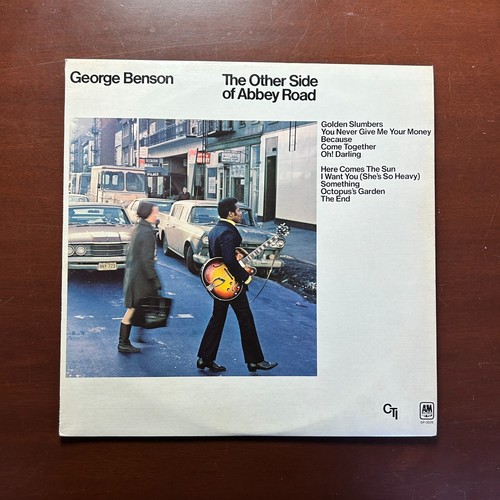 George Benson
The Other Side
of Abbey Road
Golden Slumbers
You Never Give Me Your Money
Because
Come Together
Oh! Darling
Here Comes The Sun
I Want You (She's So Heavy)
Something
Octopus's Garden
The End
CTI
A&M